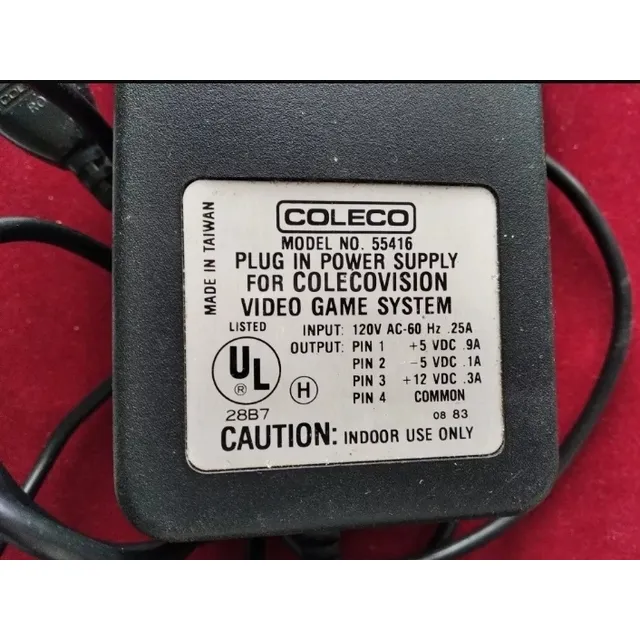 COLECO
MODEL NO. 55416
PLUG IN POWER SUPPLY
FOR COLECOVISION
VIDEO GAME SYSTEM
MADE IN TAIWAN
LISTED
UL
®
28B7
H
INPUT: 120V AC-60 Hz .25A
OUTPUT: PIN 1 +5 VDC .9A
PIN 2 -5 VDC .1A
PIN 3 +12 VDC .3A
PIN 4 COMMON
08 83
CAUTION: INDOOR USE ONLY